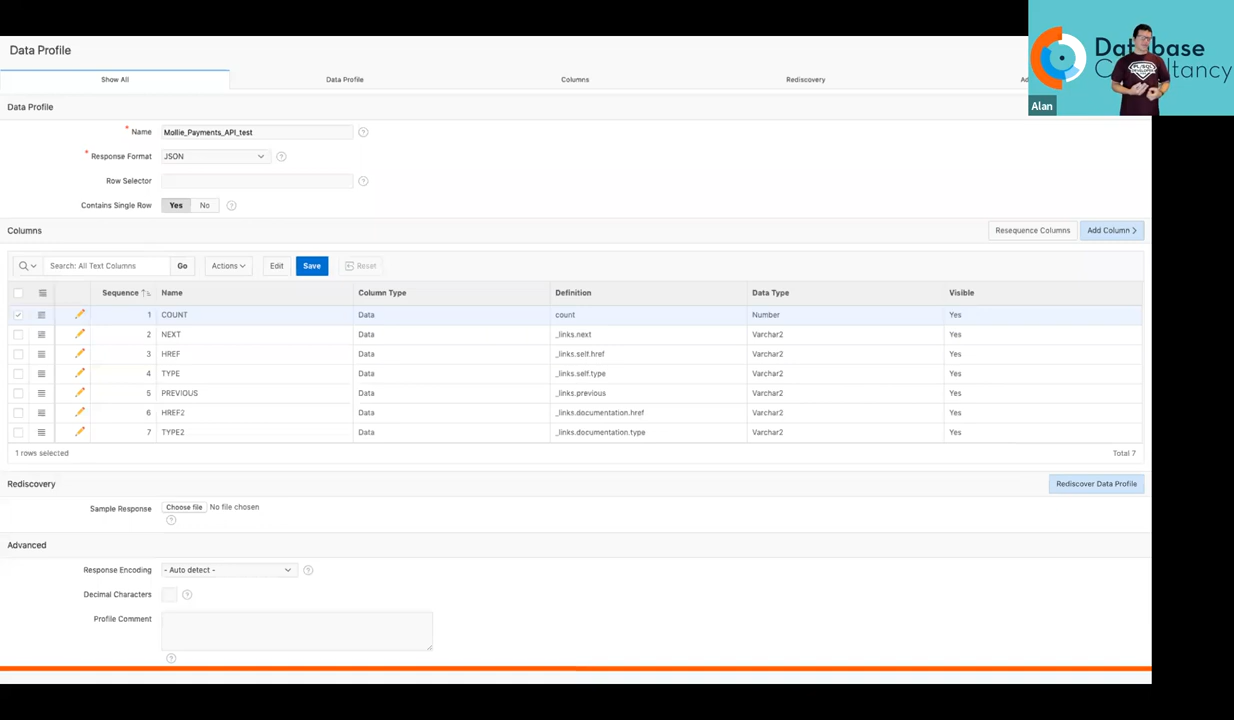 Data Profile
Show All
Data Profile
Columns
Rediscovery
Ad
Database
Consultancy
PL/SQL
DEVELOPER
Alan
Data Profile
* Name Mollie_Payments_API_test ?
* Response Format JSON ?
Row Selector ?
Contains Single Row Yes No ?
Columns Resequence Columns Add Column >
Search: All Text Columns Go Actions Edit Save Reset
Sequence Name Column Type Definition Data Type Visible
1 COUNT Data count Number Yes
2 NEXT Data _links.next Varchar2 Yes
3 HREF Data _links.self.href Varchar2 Yes
4 TYPE Data _links.self.type Varchar2 Yes
5 PREVIOUS Data _links.previous Varchar2 Yes
6 HREF2 Data _links.documentation.href Varchar2 Yes
7 TYPE2 Data _links.documentation.type Varchar2 Yes
1 rows selected Total 7
Rediscovery Rediscover Data Profile
Sample Response Choose file No file chosen
?
Advanced
Response Encoding - Auto detect - ?
Decimal Characters ?
Profile Comment
?